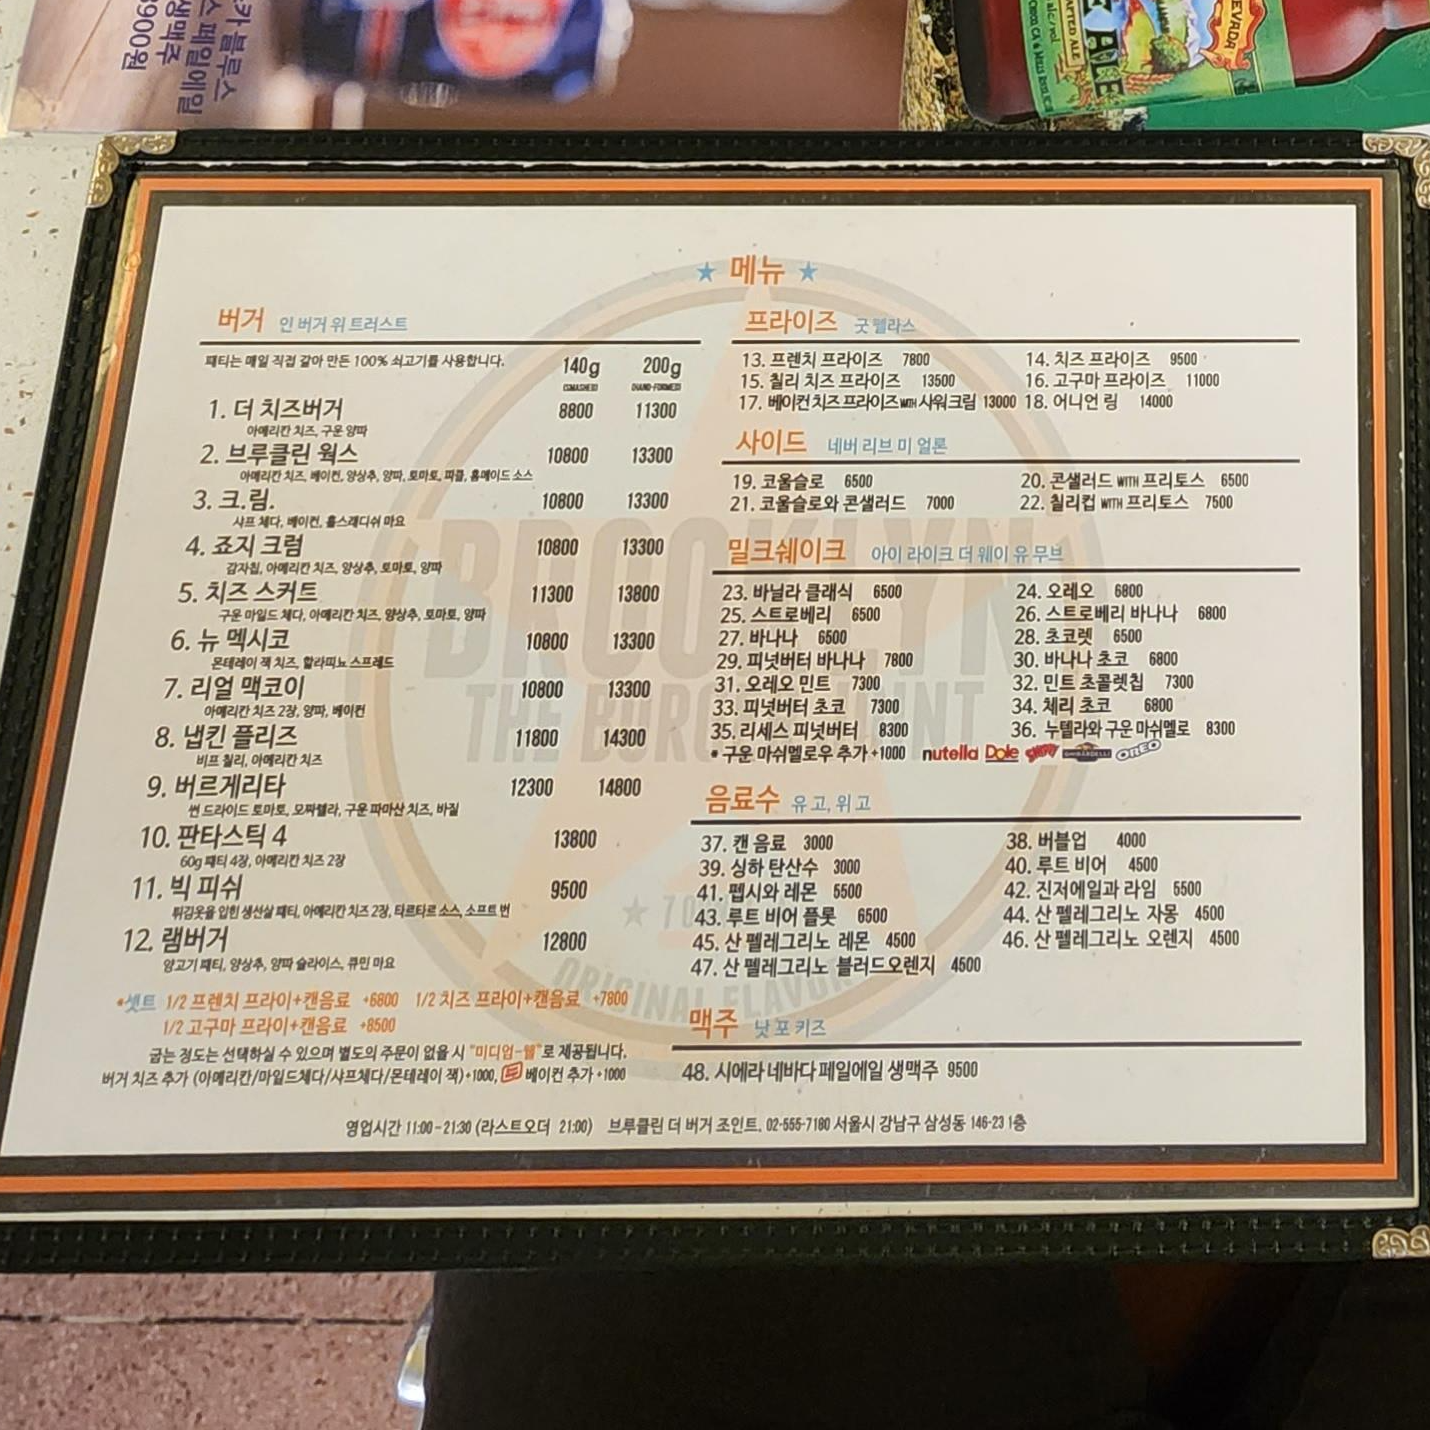 카 블루스
스 페일에일
생맥주
8900원
EVADA
ALE
★ 메뉴 ★
버거 인 버거 위 트러스트
패티는 매일 직접 갈아 만든 100% 쇠고기를 사용합니다. 140g 200g
(SMASHED) (HAND-FORMED)
1. 더 치즈버거 8800 11300
아메리칸 치즈, 구운 양파
2. 브루클린 웍스 10800 13300
아메리칸 치즈, 베이컨, 양상추, 양파, 토마토, 피클, 홈메이드 소스
3. 크.림. 10800 13300
샤프 체다, 베이컨, 홀스래디쉬 마요
4. 죠지 크럼 10800 13300
감자칩, 아메리칸 치즈, 양상추, 토마토, 양파
5. 치즈 스커트 11300 13800
구운 마일드 체다, 아메리칸 치즈, 양상추, 토마토, 양파
6. 뉴 멕시코 10800 13300
몬테레이 잭 치즈, 할라피뇨 스프레드
7. 리얼 맥코이 10800 13300
아메리칸 치즈 2장, 양파, 베이컨
8. 냅킨 플리즈 11800 14300
비프 칠리, 아메리칸 치즈
9. 버르게리타 12300 14800
썬 드라이드 토마토, 모짜렐라, 구운 파마산 치즈, 바질
10. 판타스틱 4 13800
60g 패티 4장, 아메리칸 치즈 2장
11. 빅 피쉬 9500
튀김옷을 입힌 생선살 패티, 아메리칸 치즈 2장, 타르타르 소스, 소프트 번
12. 램버거 12800
양고기 패티, 양상추, 양파 슬라이스, 큐민 마요
*셋트 1/2 프렌치 프라이+캔음료 +6800 1/2 치즈 프라이+캔음료 +7800
1/2 고구마 프라이+캔음료 +8500
굽는 정도는 선택하실 수 있으며 별도의 주문이 없을 시 "미디엄-웰"로 제공됩니다.
버거 치즈 추가 (아메리칸/마일드체다/샤프체다/몬테레이 잭)+1000, 베이컨 추가 +1000
프라이즈 굿 펠라스
13. 프렌치 프라이즈 7800 14. 치즈 프라이즈 9500
15. 칠리 치즈 프라이즈 13500 16. 고구마 프라이즈 11000
17. 베이컨 치즈 프라이즈 WITH 사워크림 13000 18. 어니언 링 14000
사이드 네버 리브 미 얼론
19. 코울슬로 6500 20. 콘샐러드 WITH 프리토스 6500
21. 코울슬로와 콘샐러드 7000 22. 칠리컵 WITH 프리토스 7500
밀크쉐이크 아이 라이크 더 웨이 유 무브
23. 바닐라 클래식 6500 24. 오레오 6800
25. 스트로베리 6500 26. 스트로베리 바나나 6800
27. 바나나 6500 28. 초코렛 6500
29. 피넛버터 바나나 7800 30. 바나나 초코 6800
31. 오레오 민트 7300 32. 민트 초콜렛칩 7300
33. 피넛버터 초코 7300 34. 체리 초코 6800
35. 리세스 피넛버터 8300 36. 누텔라와 구운 마쉬멜로 8300
* 구운 마쉬멜로우 추가 +1000 nutella Dole GHIRARDELLI OREO
음료수 유 고, 위 고
37. 캔 음료 3000 38. 버블업 4000
39. 싱하 탄산수 3000 40. 루트 비어 4500
41. 펩시와 레몬 5500 42. 진저에일과 라임 5500
43. 루트 비어 플롯 6500 44. 산 펠레그리노 자몽 4500
45. 산 펠레그리노 레몬 4500 46. 산 펠레그리노 오렌지 4500
47. 산 펠레그리노 블러드오렌지 4500
맥주 낫 포 키즈
48. 시에라 네바다 페일에일 생맥주 9500
영업시간 11:00-21:30 (라스트오더 21:00) 브루클린 더 버거 조인트. 02-555-7180 서울시 강남구 삼성동 146-23 1층
BROOKLYN
THE BURGER JOINT
ORIGINAL FLAVOR